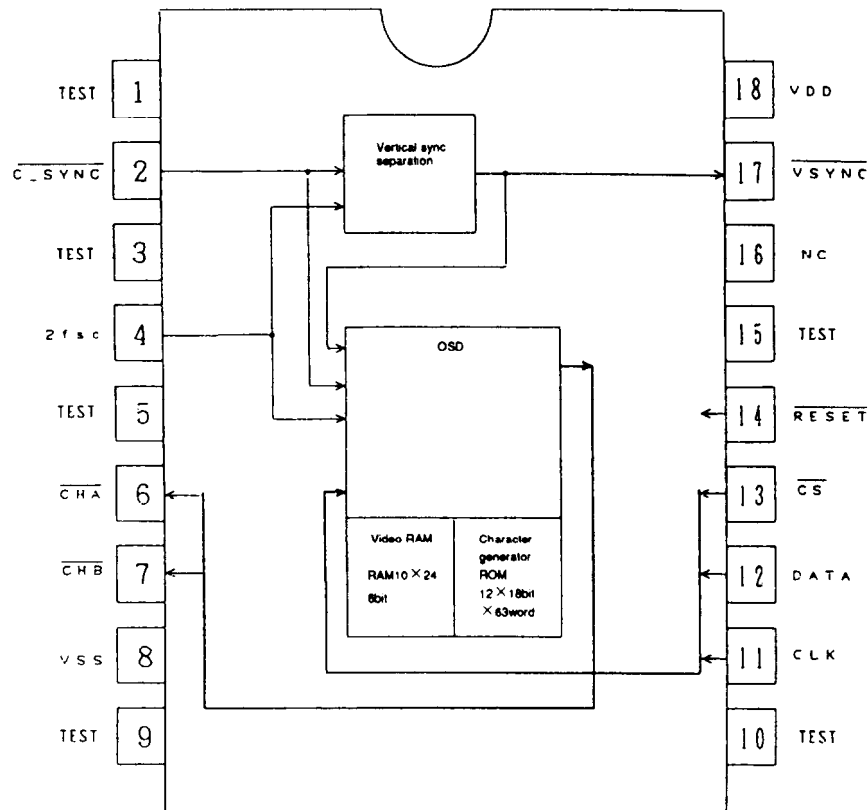 TEST 1
C_SYNC 2
TEST 3
2fsc 4
TEST 5
CHA 6
CHB 7
VSS 8
TEST 9
Vertical sync
separation
OSD
Video RAM
RAM10×24
6bit
Character
generator
ROM
12×18bit
×63word
18 VDD
17 VSYNC
16 NC
15 TEST
14 RESET
13 CS
12 DATA
11 CLK
10 TEST